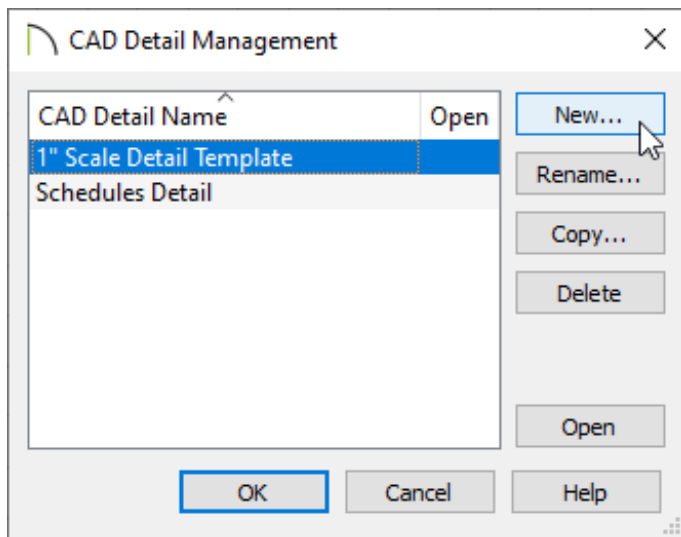 CAD Detail Management
CAD Detail Name Open
1" Scale Detail Template
Schedules Detail
New...
Rename...
Copy...
Delete
Open
OK Cancel Help